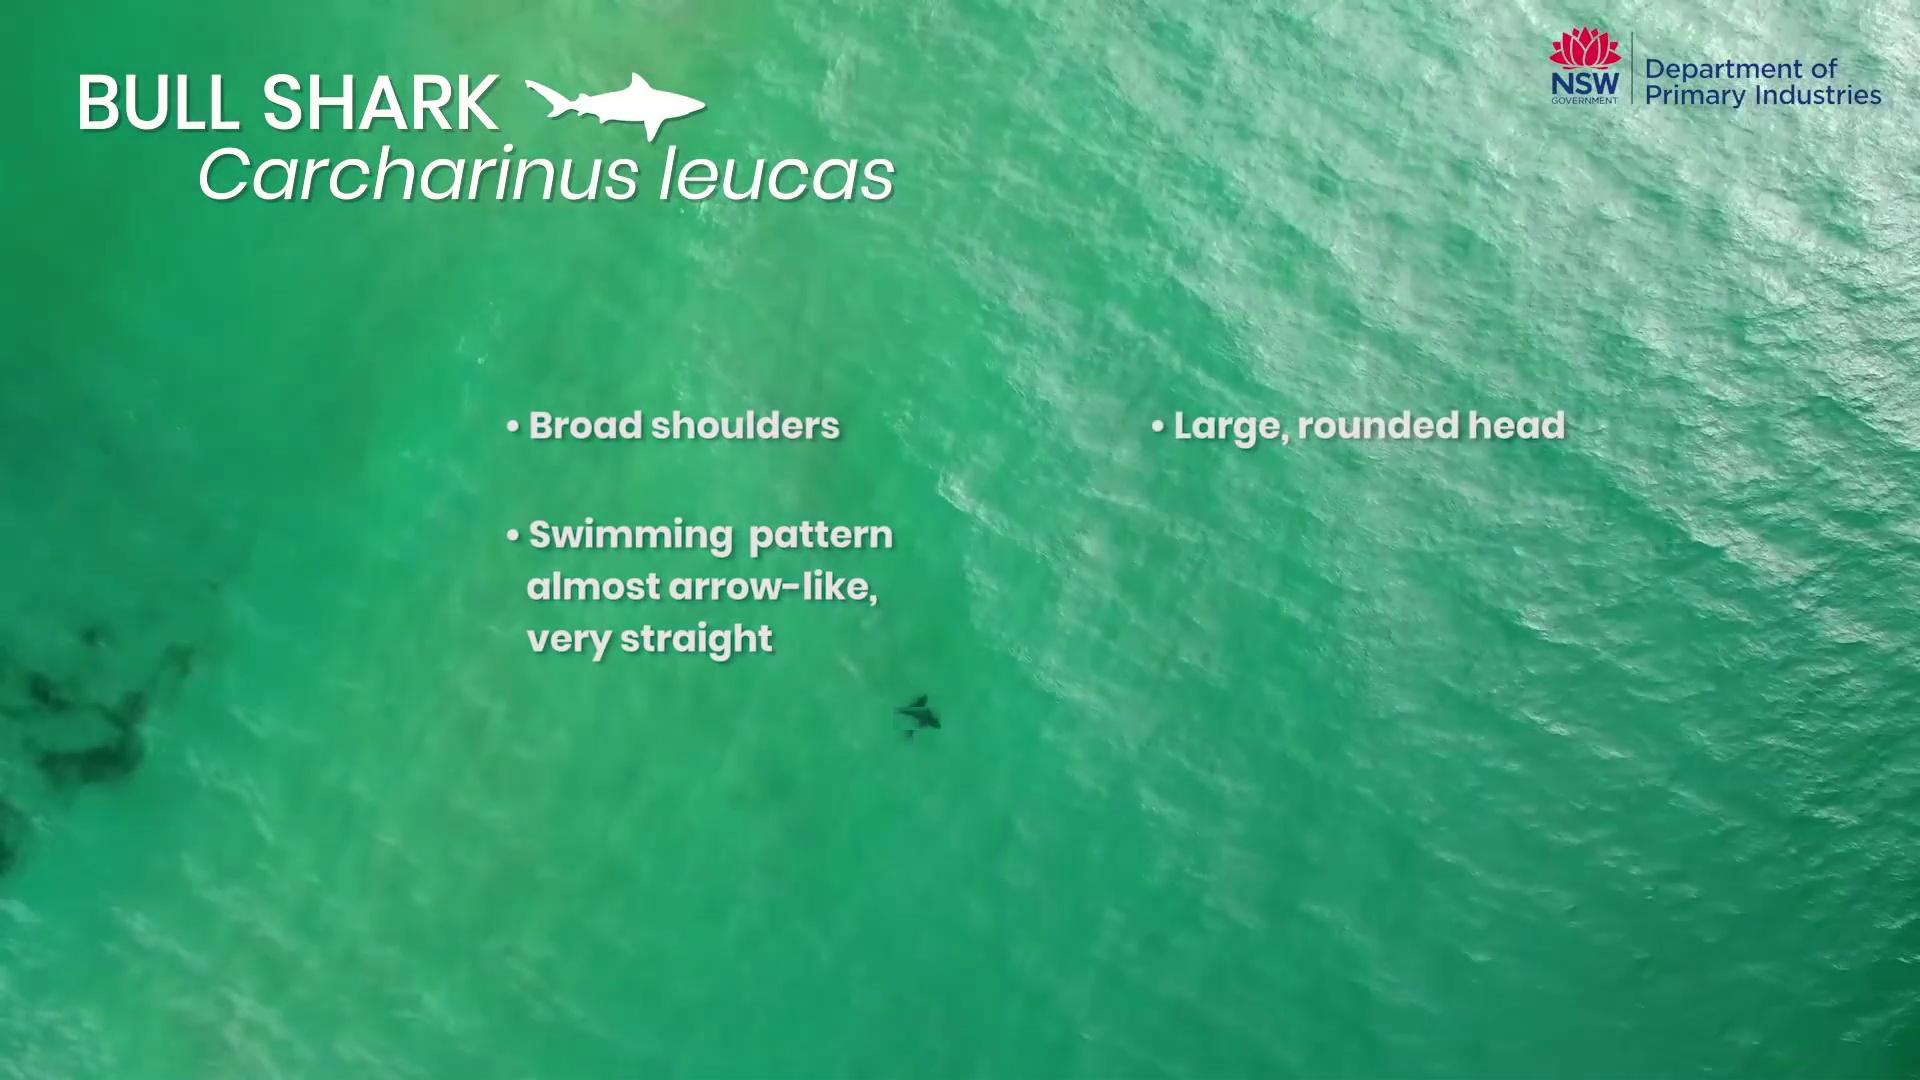 BULL SHARK
Carcharinus leucas
NSW
GOVERNMENT
Department of
Primary Industries
• Broad shoulders
• Large, rounded head
• Swimming pattern
almost arrow-like,
very straight